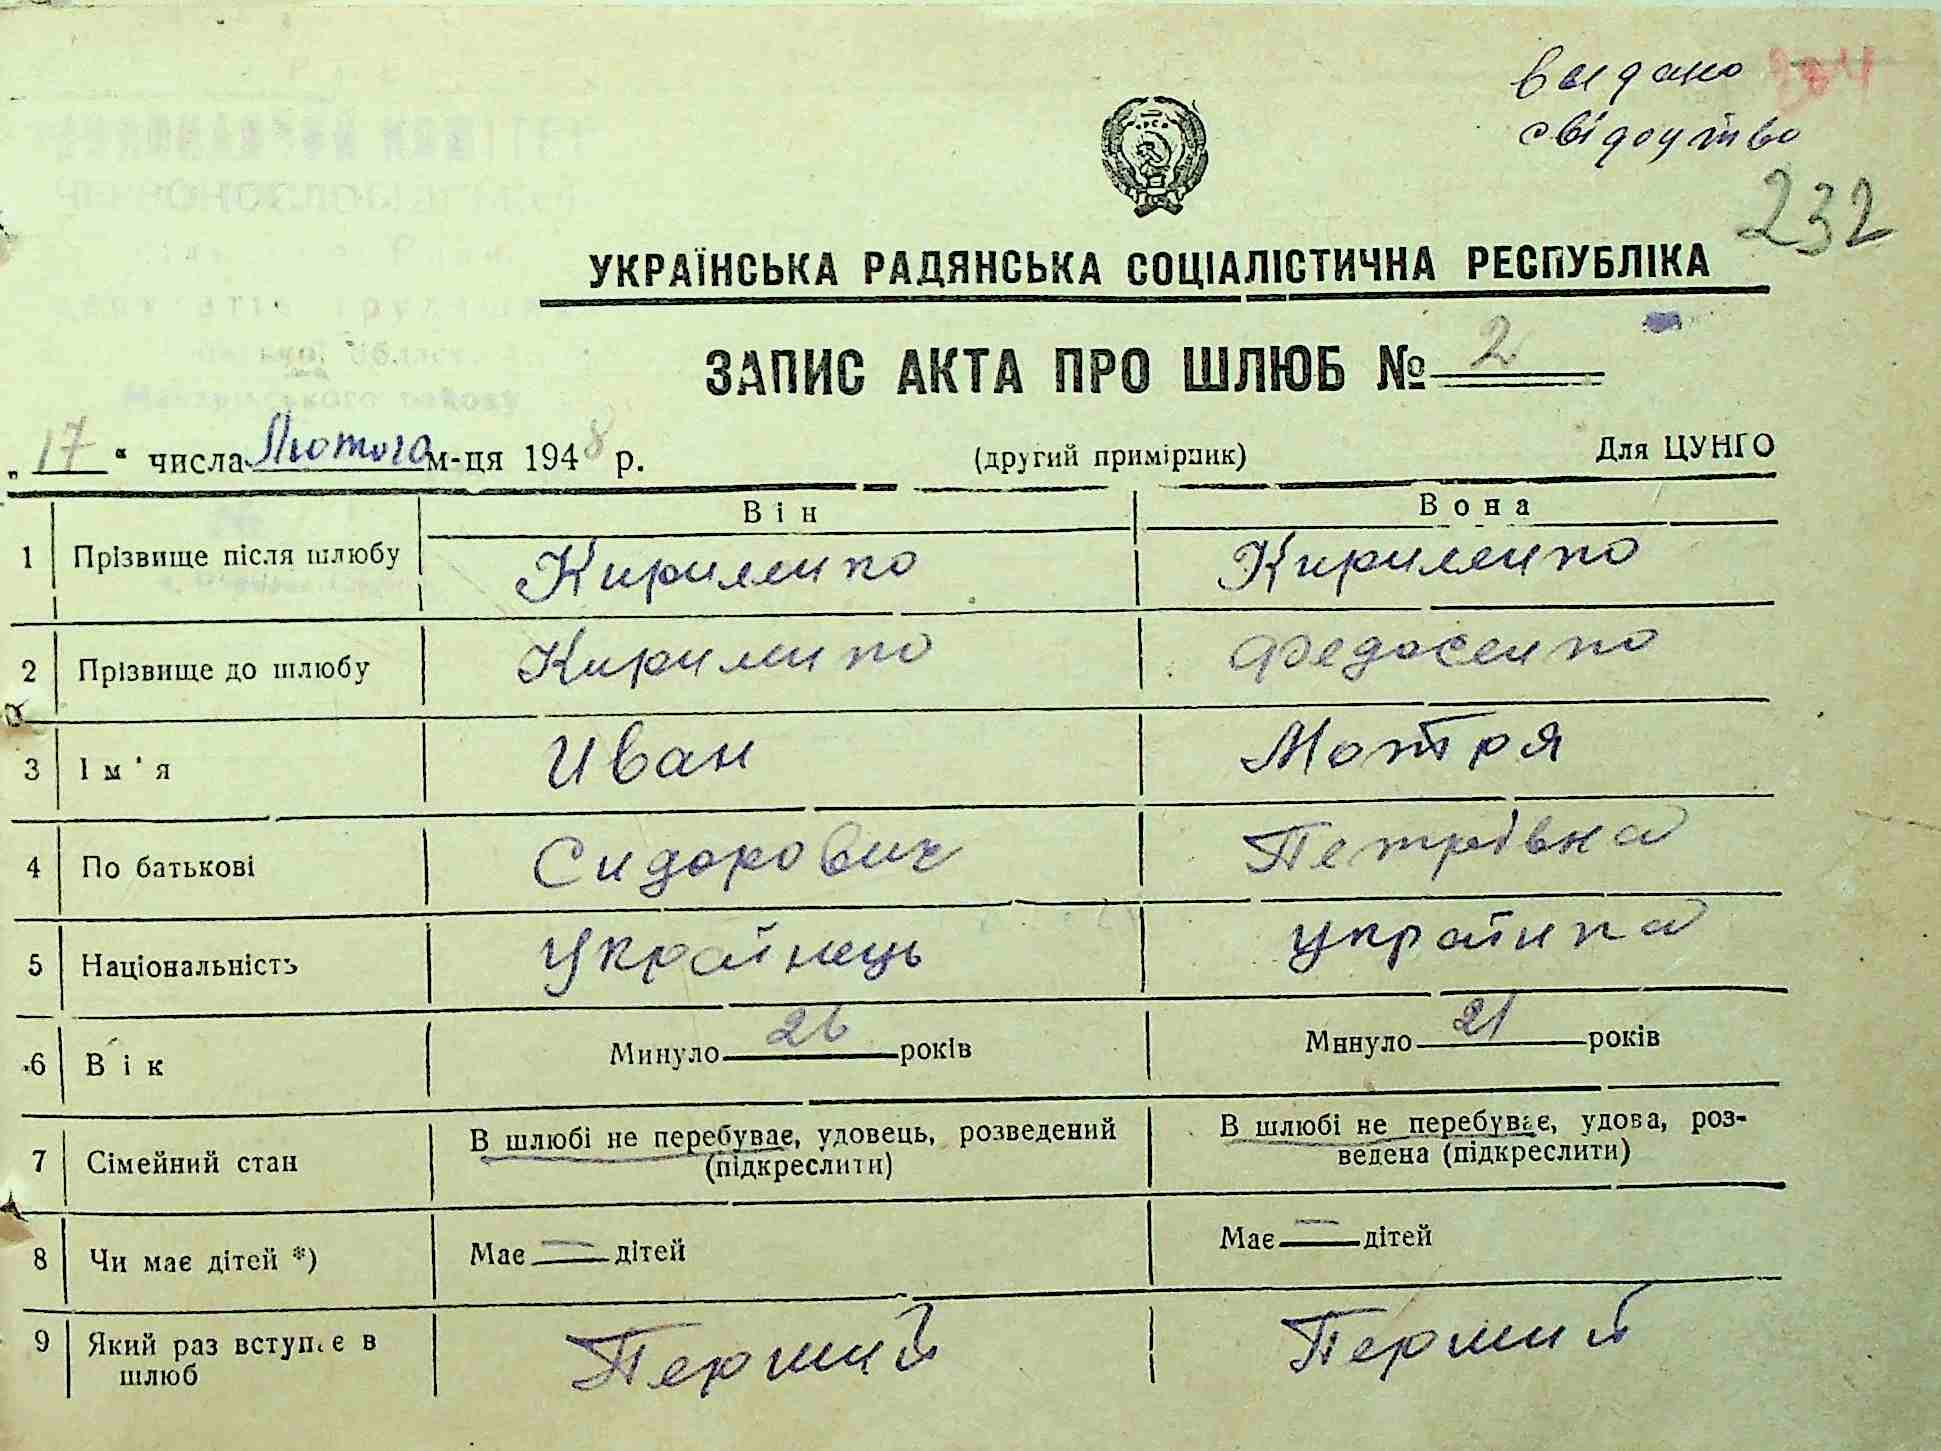 видано
свідоцтво
232
УКРАЇНСЬКА РАДЯНСЬКА СОЦІАЛІСТИЧНА РЕСПУБЛІКА
ЗАПИС АКТА ПРО ШЛЮБ № 2
„17“ числа Лютого м-ця 1948 р. (другий примірник) Для ЦУНГО
Він Вона
1 Прізвище після шлюбу Кириленко Кириленко
2 Прізвище до шлюбу Кириленко Федосенко
3 Ім'я Иван Мотря
4 По батькові Сидорович Петрівна
5 Національність Українець Українка
6 Вік Минуло 26 років Минуло 21 років
7 Сімейний стан В шлюбі не перебуває, удовець, розведений В шлюбі не перебуває, удова, роз-
(підкреслити) ведена (підкреслити)
8 Чи має дітей *) Має — дітей Має — дітей
9 Який раз вступає в Перший Перший
шлюб